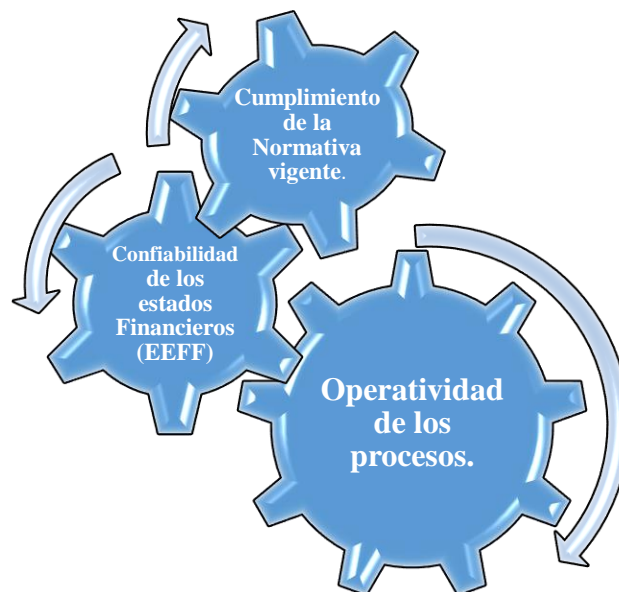 Cumplimiento
de la
Normativa
vigente.
Confiabilidad
de los
estados
Financieros
(EEFF)
Operatividad
de los
procesos.